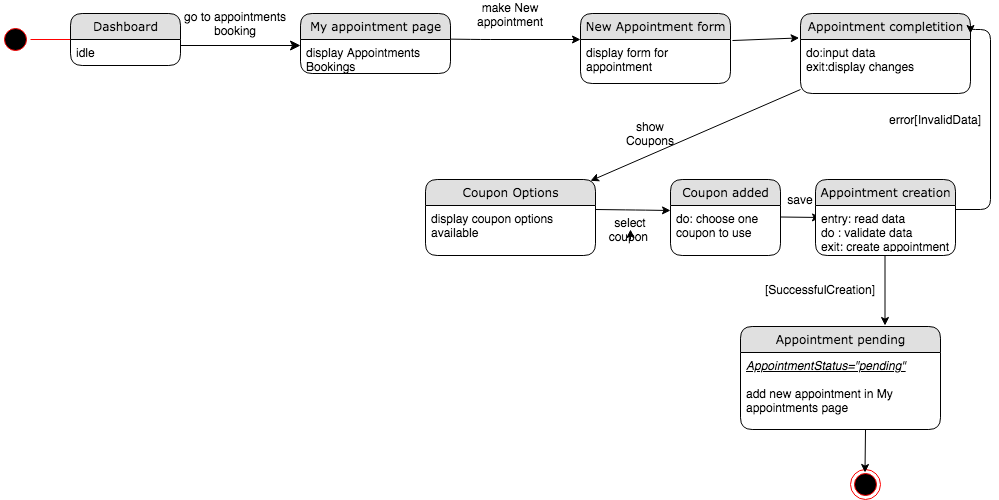 Dashboard
idle
go to appointments
booking
My appointment page
display Appointments
Bookings
make New
appointment
New Appointment form
display form for
appointment
Appointment completition
do:input data
exit:display changes
error[InvalidData]
show
Coupons
Coupon Options
display coupon options
available
select
coupon
Coupon added
do: choose one
coupon to use
save
Appointment creation
entry: read data
do : validate data
exit: create appointment
[SuccessfulCreation]
Appointment pending
AppointmentStatus="pending"
add new appointment in My
appointments page